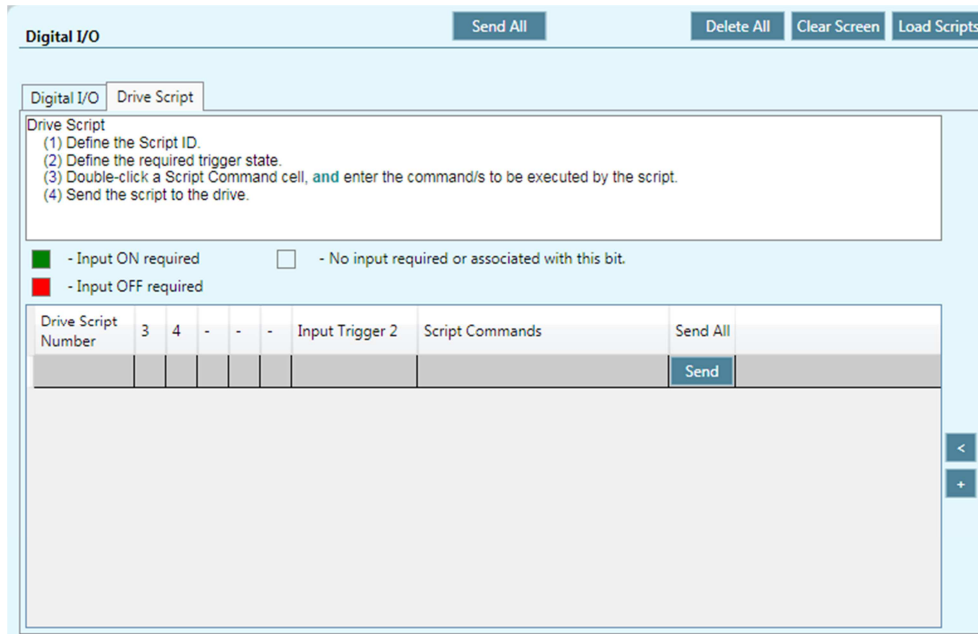 Digital I/O
Send All
Delete All
Clear Screen
Load Scripts
Digital I/O
Drive Script
Drive Script
(1) Define the Script ID.
(2) Define the required trigger state.
(3) Double-click a Script Command cell, and enter the command/s to be executed by the script.
(4) Send the script to the drive.
- Input ON required
- No input required or associated with this bit.
- Input OFF required
Drive Script Number
3
4
-
-
-
Input Trigger 2
Script Commands
Send All
Send
<
+